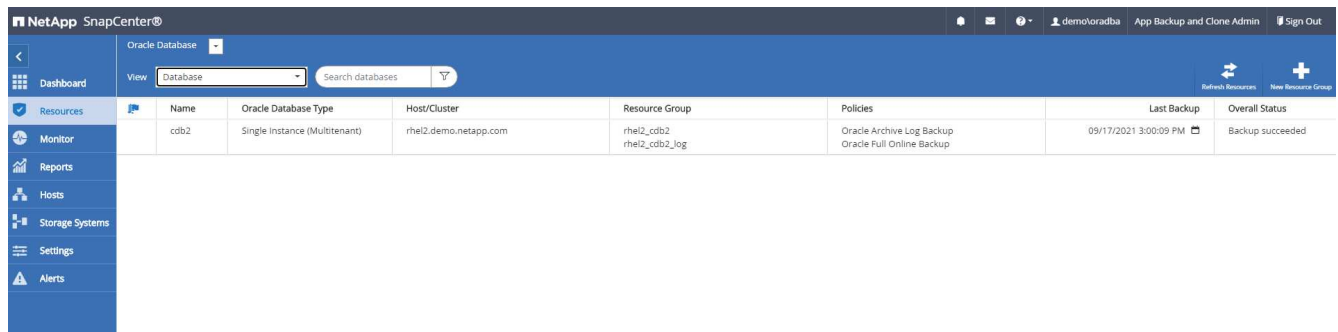 NetApp SnapCenter®
demo\oradba App Backup and Clone Admin Sign Out
Oracle Database
View Database Search databases
Refresh Resources New Resource Group
Dashboard
Resources
Monitor
Reports
Hosts
Storage Systems
Settings
Alerts
Name Oracle Database Type Host/Cluster Resource Group Policies Last Backup Overall Status
cdb2 Single Instance (Multitenant) rhel2.demo.netapp.com rhel2_cdb2 Oracle Archive Log Backup 09/17/2021 3:00:09 PM Backup succeeded
rhel2_cdb2_log Oracle Full Online Backup